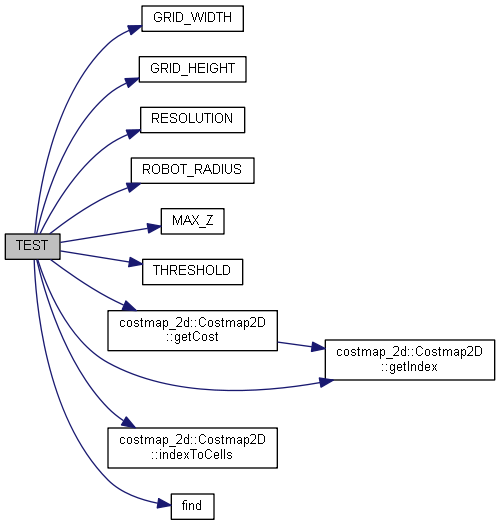 GRID_WIDTH
GRID_HEIGHT
RESOLUTION
ROBOT_RADIUS
MAX_Z
TEST
THRESHOLD
costmap_2d::Costmap2D
::getCost
costmap_2d::Costmap2D
::getIndex
costmap_2d::Costmap2D
::indexToCells
find